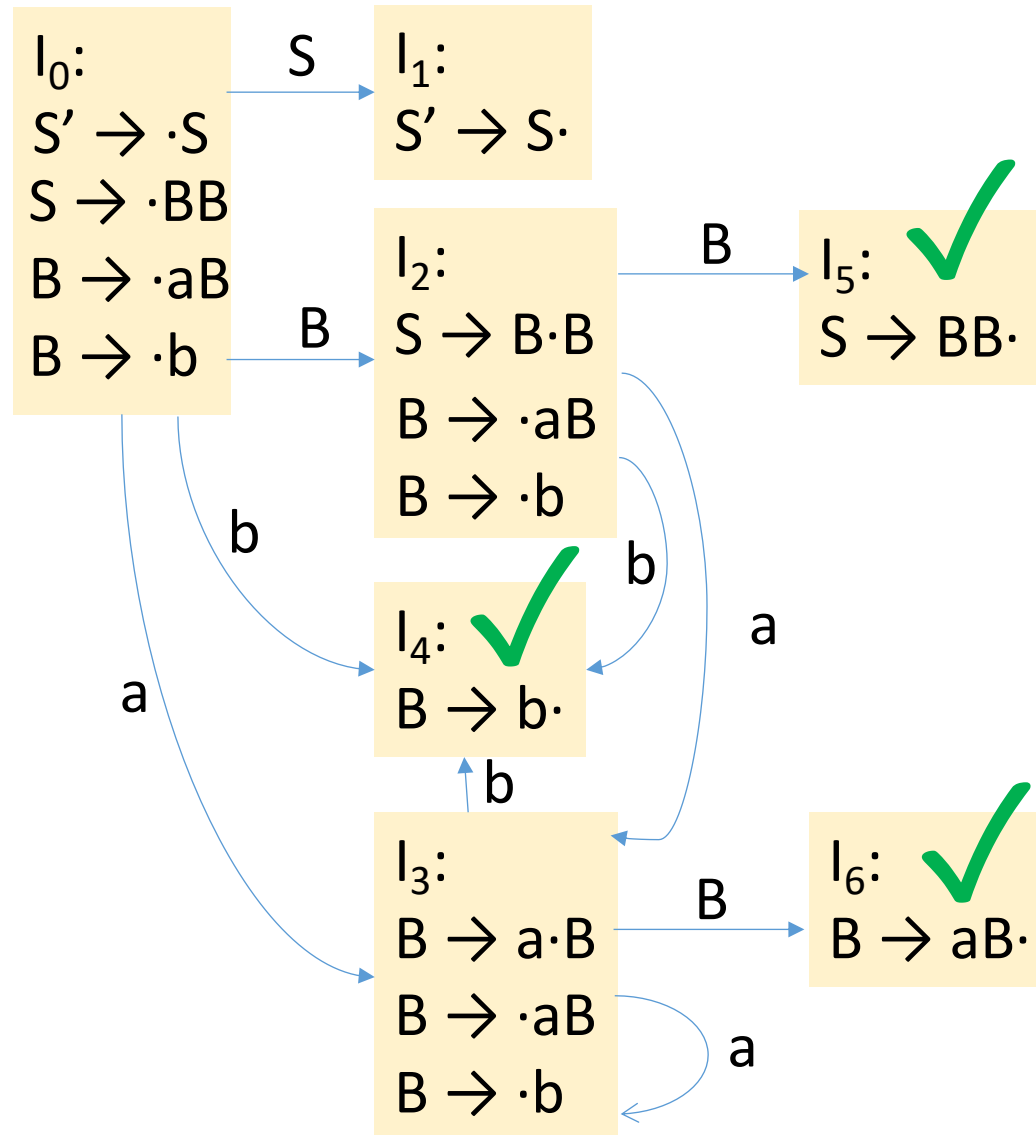 I₀:
S' → ·S
S → ·BB
B → ·aB
B → ·b
S
I₁:
S' → S·
B
I₂:
S → B·B
B → ·aB
B → ·b
B
I₅:
S → BB·
b
b
a
a
I₄:
B → b·
b
I₃:
B → a·B
B → ·aB
B → ·b
B
I₆:
B → aB·
a